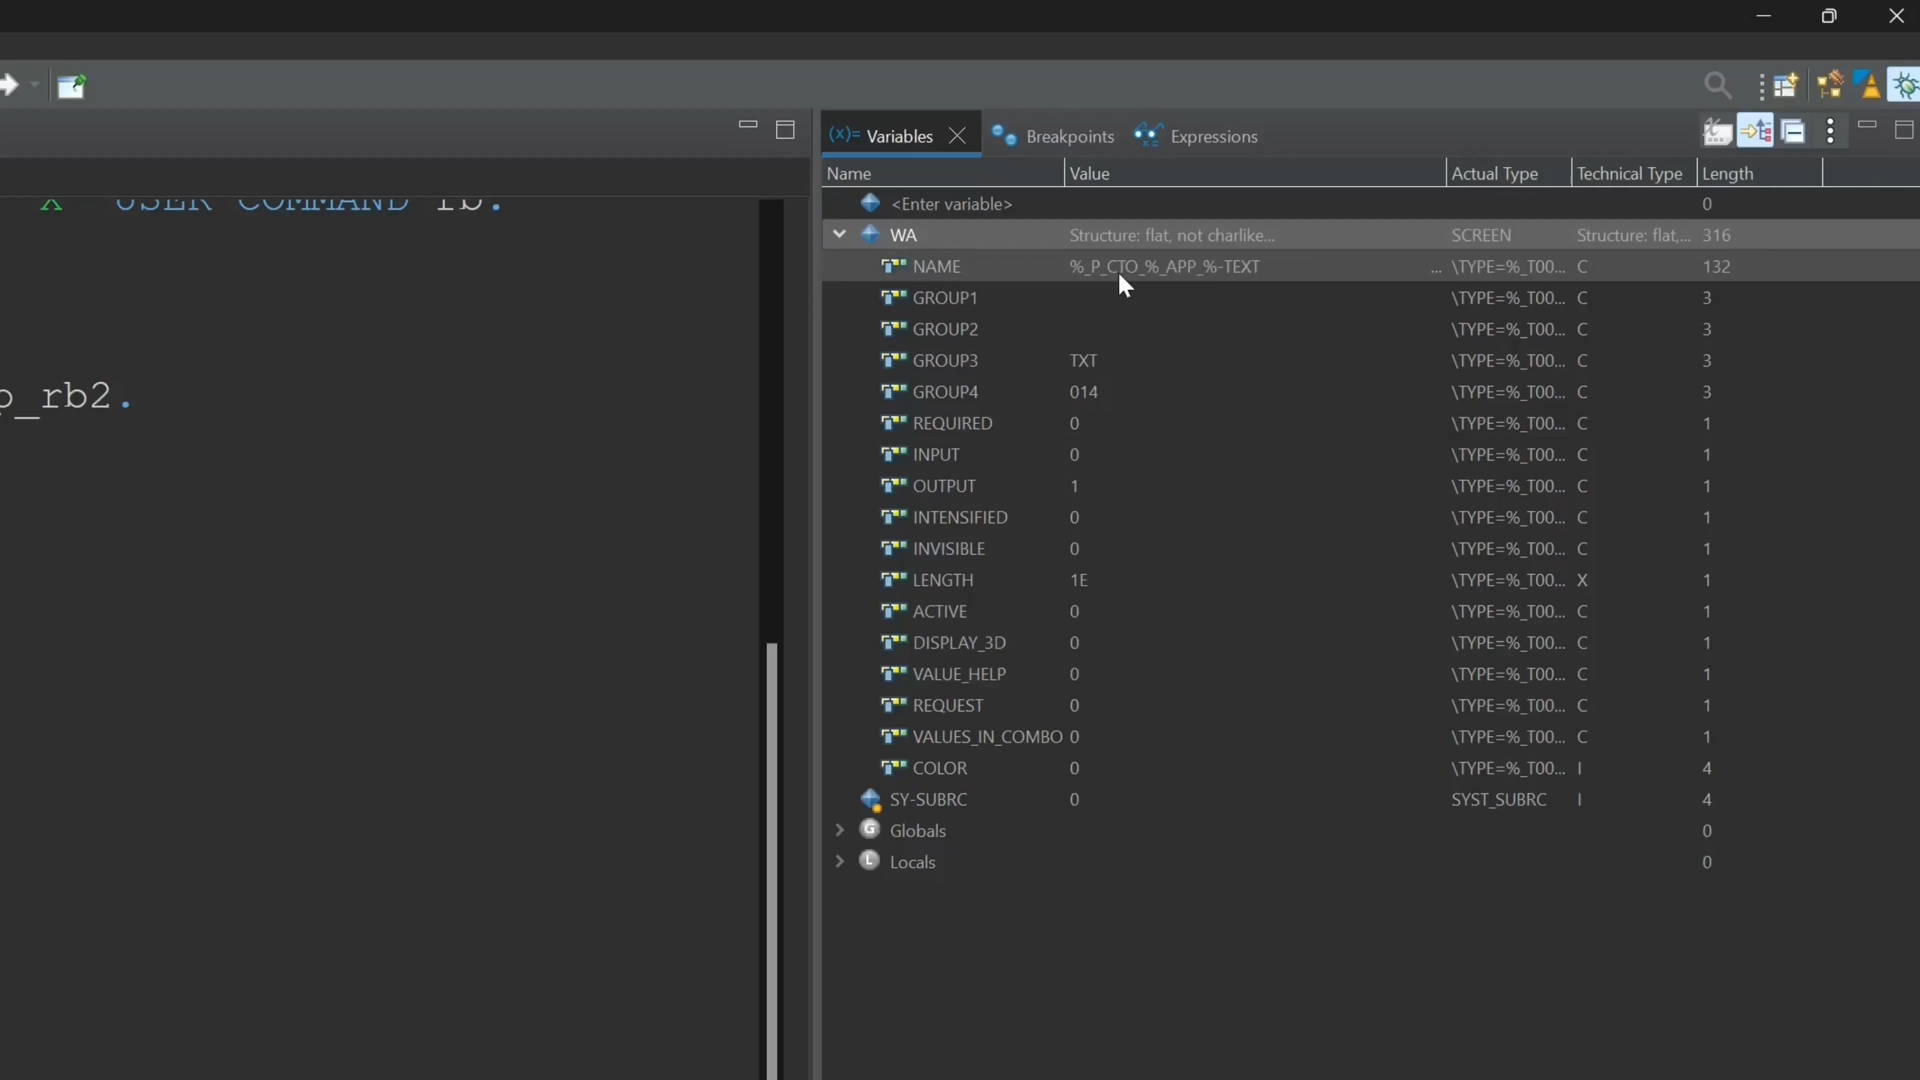 X USER COMMAND rb.
p_rb2.
(x)= Variables Breakpoints Expressions
Name Value Actual Type Technical Type Length
<Enter variable> 0
WA Structure: flat, not charlike... SCREEN Structure: flat,... 316
NAME %_P_CTO_%_APP_%-TEXT ... \TYPE=%_T00... C 132
GROUP1 \TYPE=%_T00... C 3
GROUP2 \TYPE=%_T00... C 3
GROUP3 TXT \TYPE=%_T00... C 3
GROUP4 014 \TYPE=%_T00... C 3
REQUIRED 0 \TYPE=%_T00... C 1
INPUT 0 \TYPE=%_T00... C 1
OUTPUT 1 \TYPE=%_T00... C 1
INTENSIFIED 0 \TYPE=%_T00... C 1
INVISIBLE 0 \TYPE=%_T00... C 1
LENGTH 1E \TYPE=%_T00... X 1
ACTIVE 0 \TYPE=%_T00... C 1
DISPLAY_3D 0 \TYPE=%_T00... C 1
VALUE_HELP 0 \TYPE=%_T00... C 1
REQUEST 0 \TYPE=%_T00... C 1
VALUES_IN_COMBO 0 \TYPE=%_T00... C 1
COLOR 0 \TYPE=%_T00... I 4
SY-SUBRC 0 SYST_SUBRC I 4
G Globals 0
L Locals 0